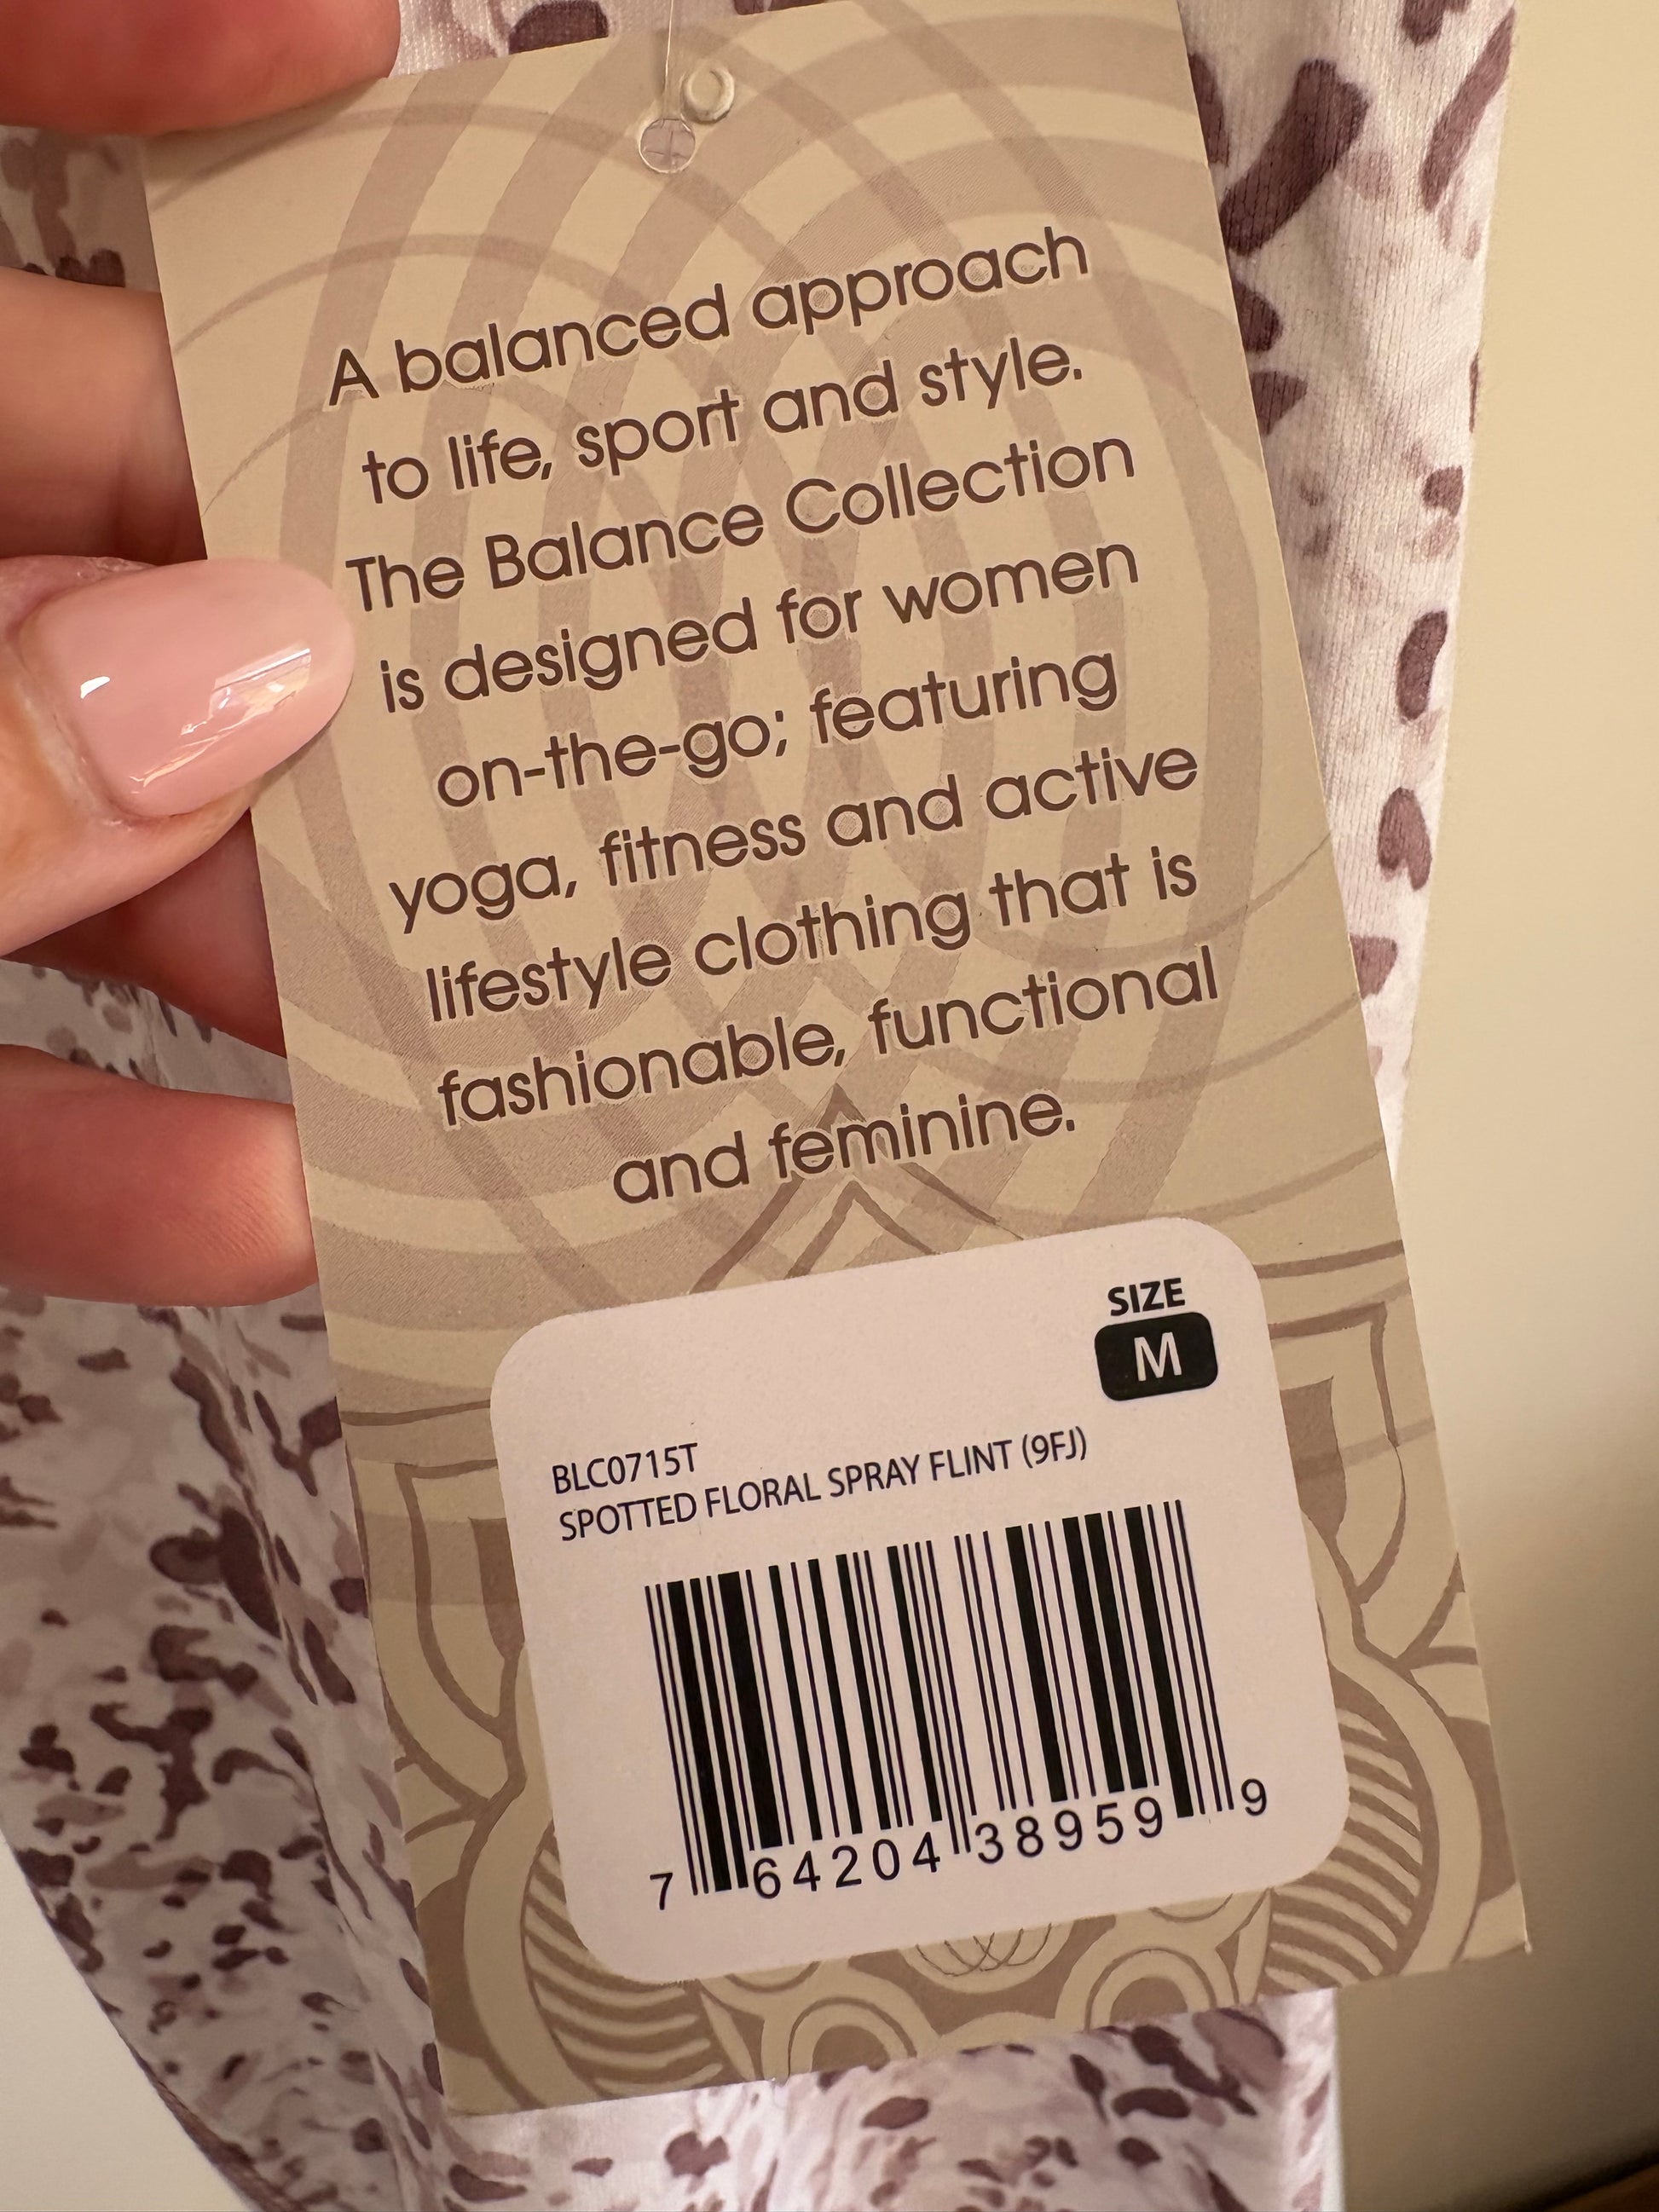 A balanced approach
to life, sport and style.
The Balance Collection
is designed for women
on-the-go; featuring
yoga, fitness and active
lifestyle clothing that is
fashionable, functional
and feminine.
SIZE
M
BLC0715T
SPOTTED FLORAL SPRAY FLINT (9FJ)
7 64204 38959 9